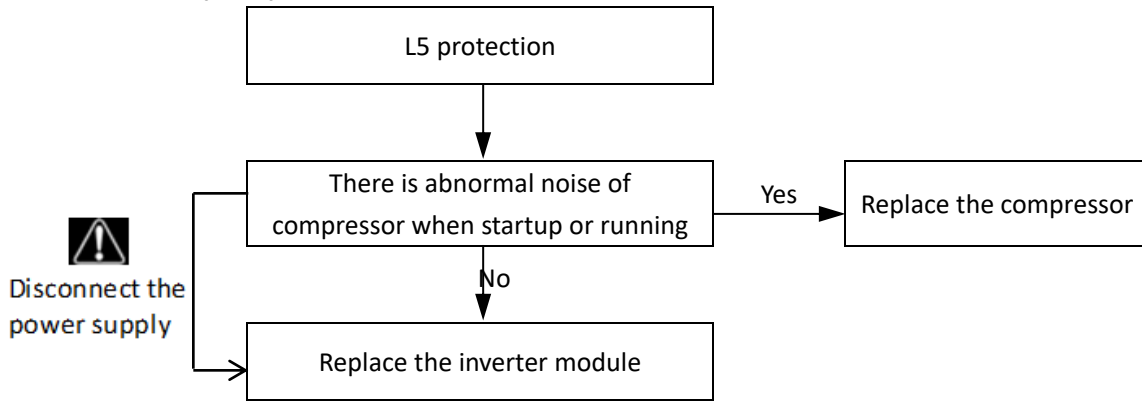 L5 protection
There is abnormal noise of
compressor when startup or running
Yes
Replace the compressor
No
Disconnect the
power supply
Replace the inverter module